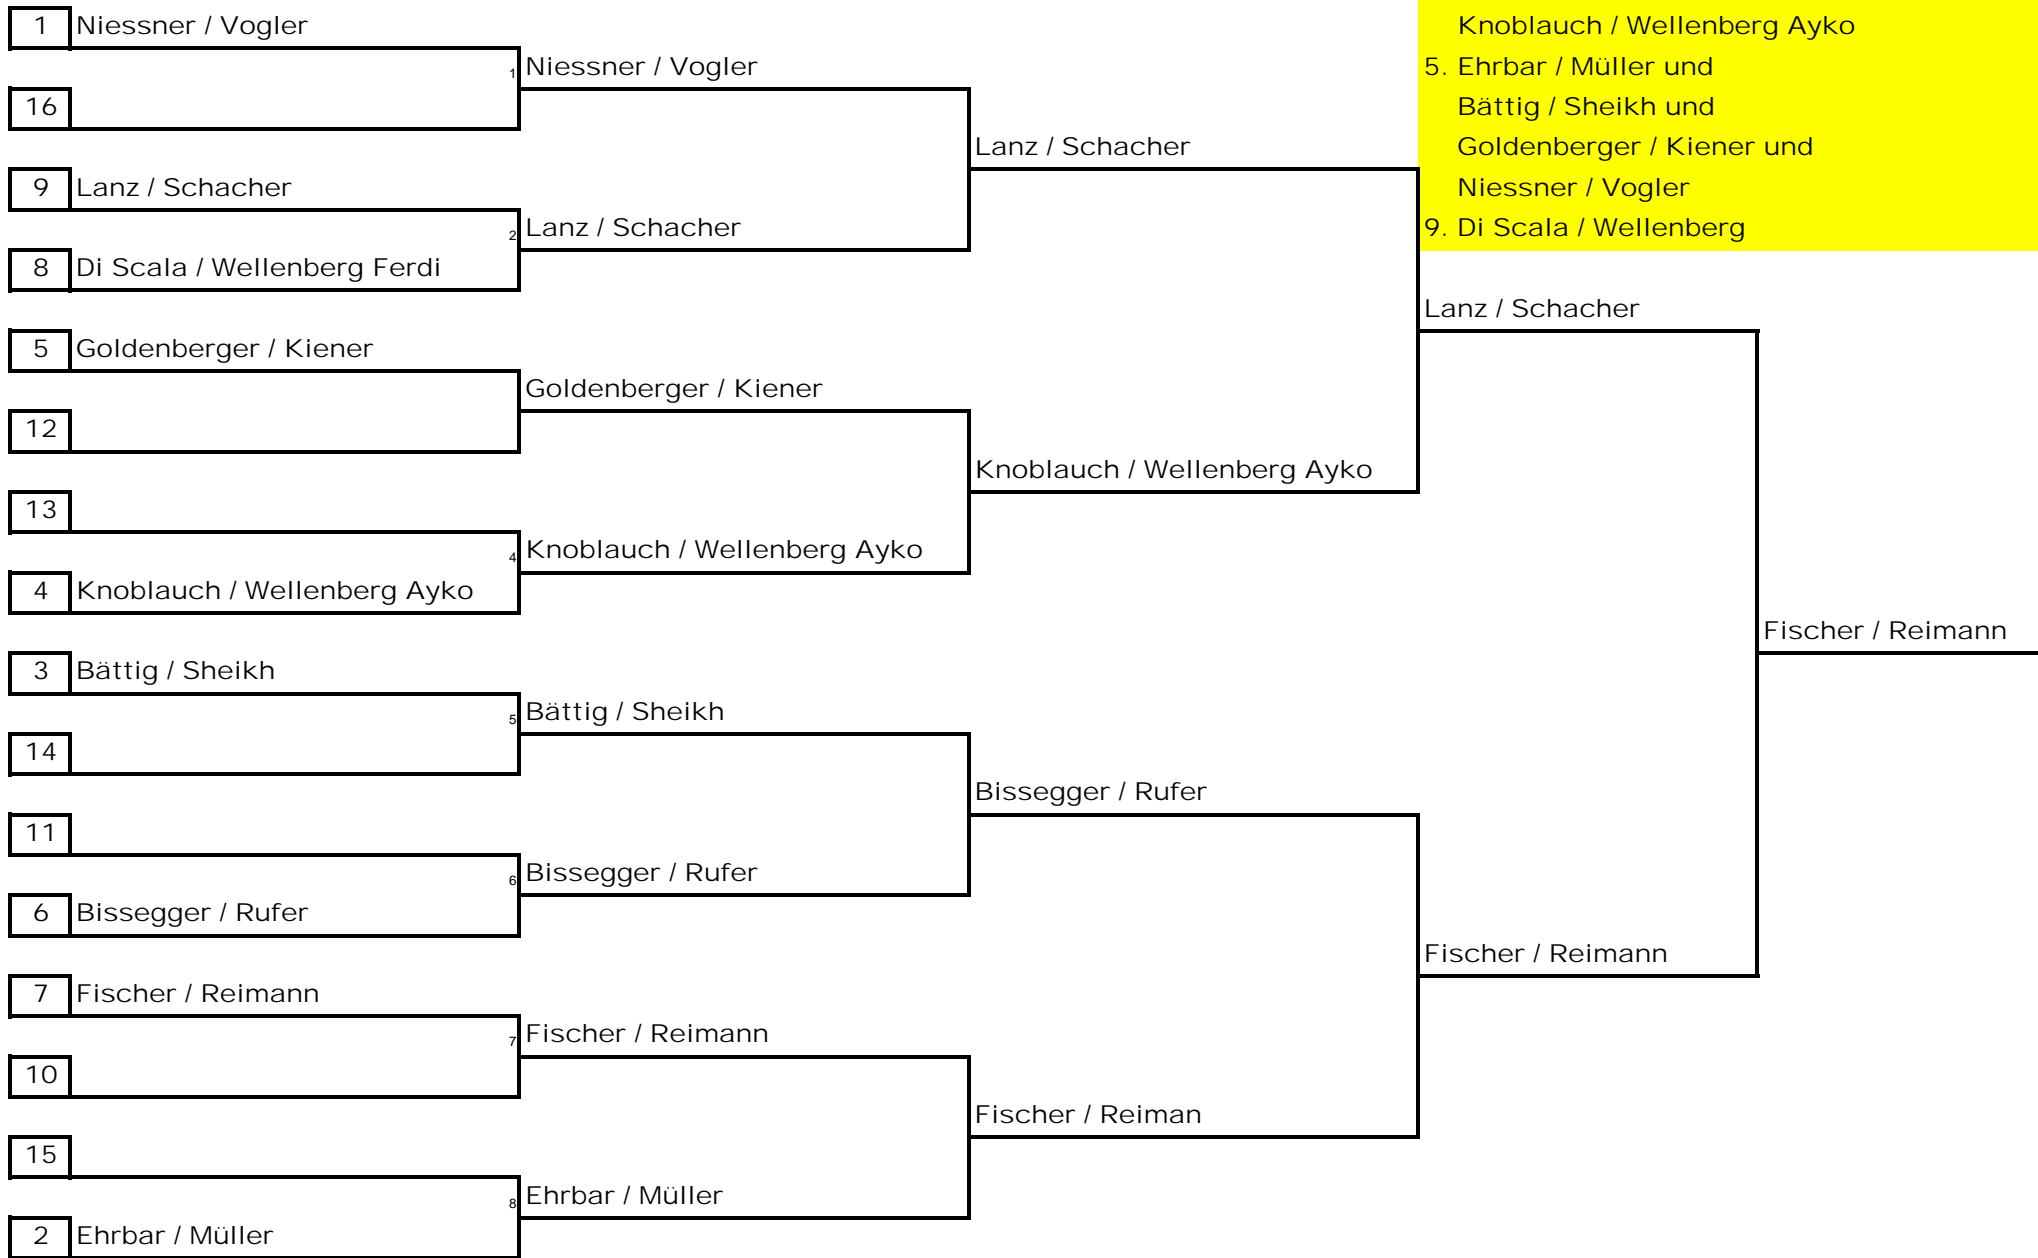 1 Niessner / Vogler
Knoblauch / Wellenberg Ayko
1 Niessner / Vogler
5. Ehrbar / Müller und
16
Bättig / Sheikh und
Lanz / Schacher
Goldenberger / Kiener und
9 Lanz / Schacher
Niessner / Vogler
2 Lanz / Schacher
9. Di Scala / Wellenberg
8 Di Scala / Wellenberg Ferdi
Lanz / Schacher
5 Goldenberger / Kiener
Goldenberger / Kiener
12
Knoblauch / Wellenberg Ayko
13
4 Knoblauch / Wellenberg Ayko
4 Knoblauch / Wellenberg Ayko
Fischer / Reimann
3 Bättig / Sheikh
5 Bättig / Sheikh
14
Bissegger / Rufer
11
6 Bissegger / Rufer
6 Bissegger / Rufer
Fischer / Reimann
7 Fischer / Reimann
7 Fischer / Reimann
10
Fischer / Reiman
15
8 Ehrbar / Müller
2 Ehrbar / Müller